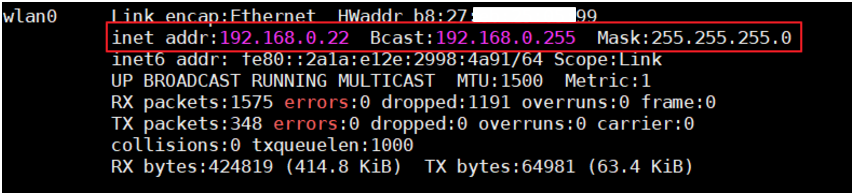 wlan0 Link encap:Ethernet HWaddr b8:27: 99
inet addr:192.168.0.22 Bcast:192.168.0.255 Mask:255.255.255.0
inet6 addr: fe80::2a1a:e12e:2998:4a91/64 Scope:Link
UP BROADCAST RUNNING MULTICAST MTU:1500 Metric:1
RX packets:1575 errors:0 dropped:1191 overruns:0 frame:0
TX packets:348 errors:0 dropped:0 overruns:0 carrier:0
collisions:0 txqueuelen:1000
RX bytes:424819 (414.8 KiB) TX bytes:64981 (63.4 KiB)